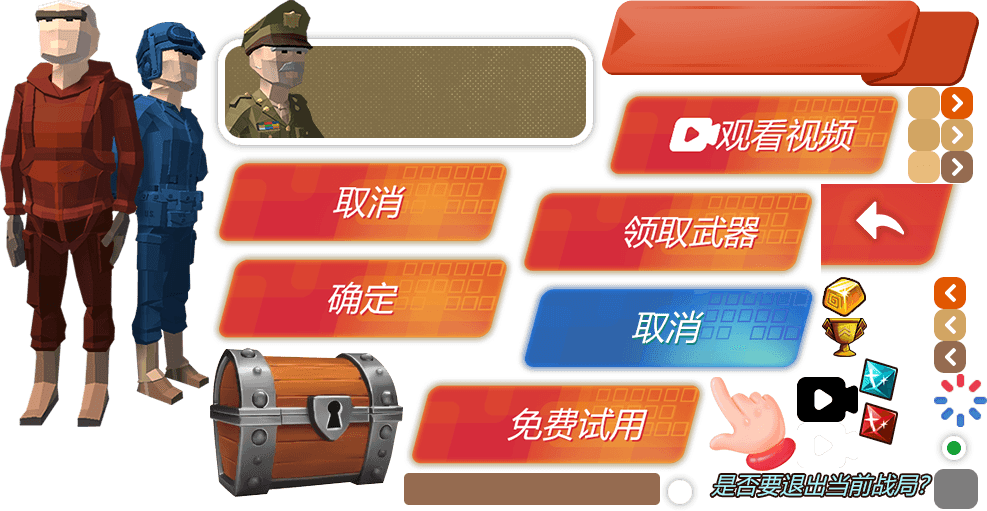 观看视频
取消
领取武器
确定
取消
免费试用
是否要退出当前战局?